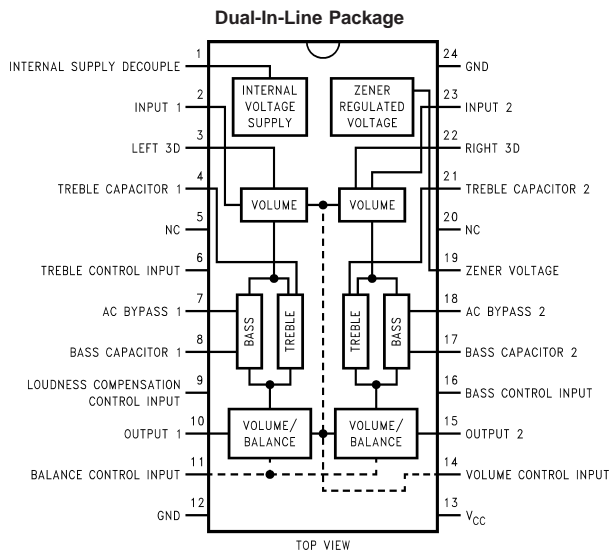 Dual-In-Line Package
1
INTERNAL SUPPLY DECOUPLE
24
GND
INTERNAL
VOLTAGE
SUPPLY
ZENER
REGULATED
VOLTAGE
2
INPUT 1
23
INPUT 2
3
LEFT 3D
22
RIGHT 3D
4
TREBLE CAPACITOR 1
21
TREBLE CAPACITOR 2
VOLUME
VOLUME
5
NC
20
NC
6
TREBLE CONTROL INPUT
19
ZENER VOLTAGE
7
AC BYPASS 1
18
AC BYPASS 2
BASS
TREBLE
TREBLE
BASS
8
BASS CAPACITOR 1
17
BASS CAPACITOR 2
9
LOUDNESS COMPENSATION
CONTROL INPUT
16
BASS CONTROL INPUT
10
OUTPUT 1
VOLUME/
BALANCE
VOLUME/
BALANCE
15
OUTPUT 2
11
BALANCE CONTROL INPUT
14
VOLUME CONTROL INPUT
12
GND
13
VCC
TOP VIEW